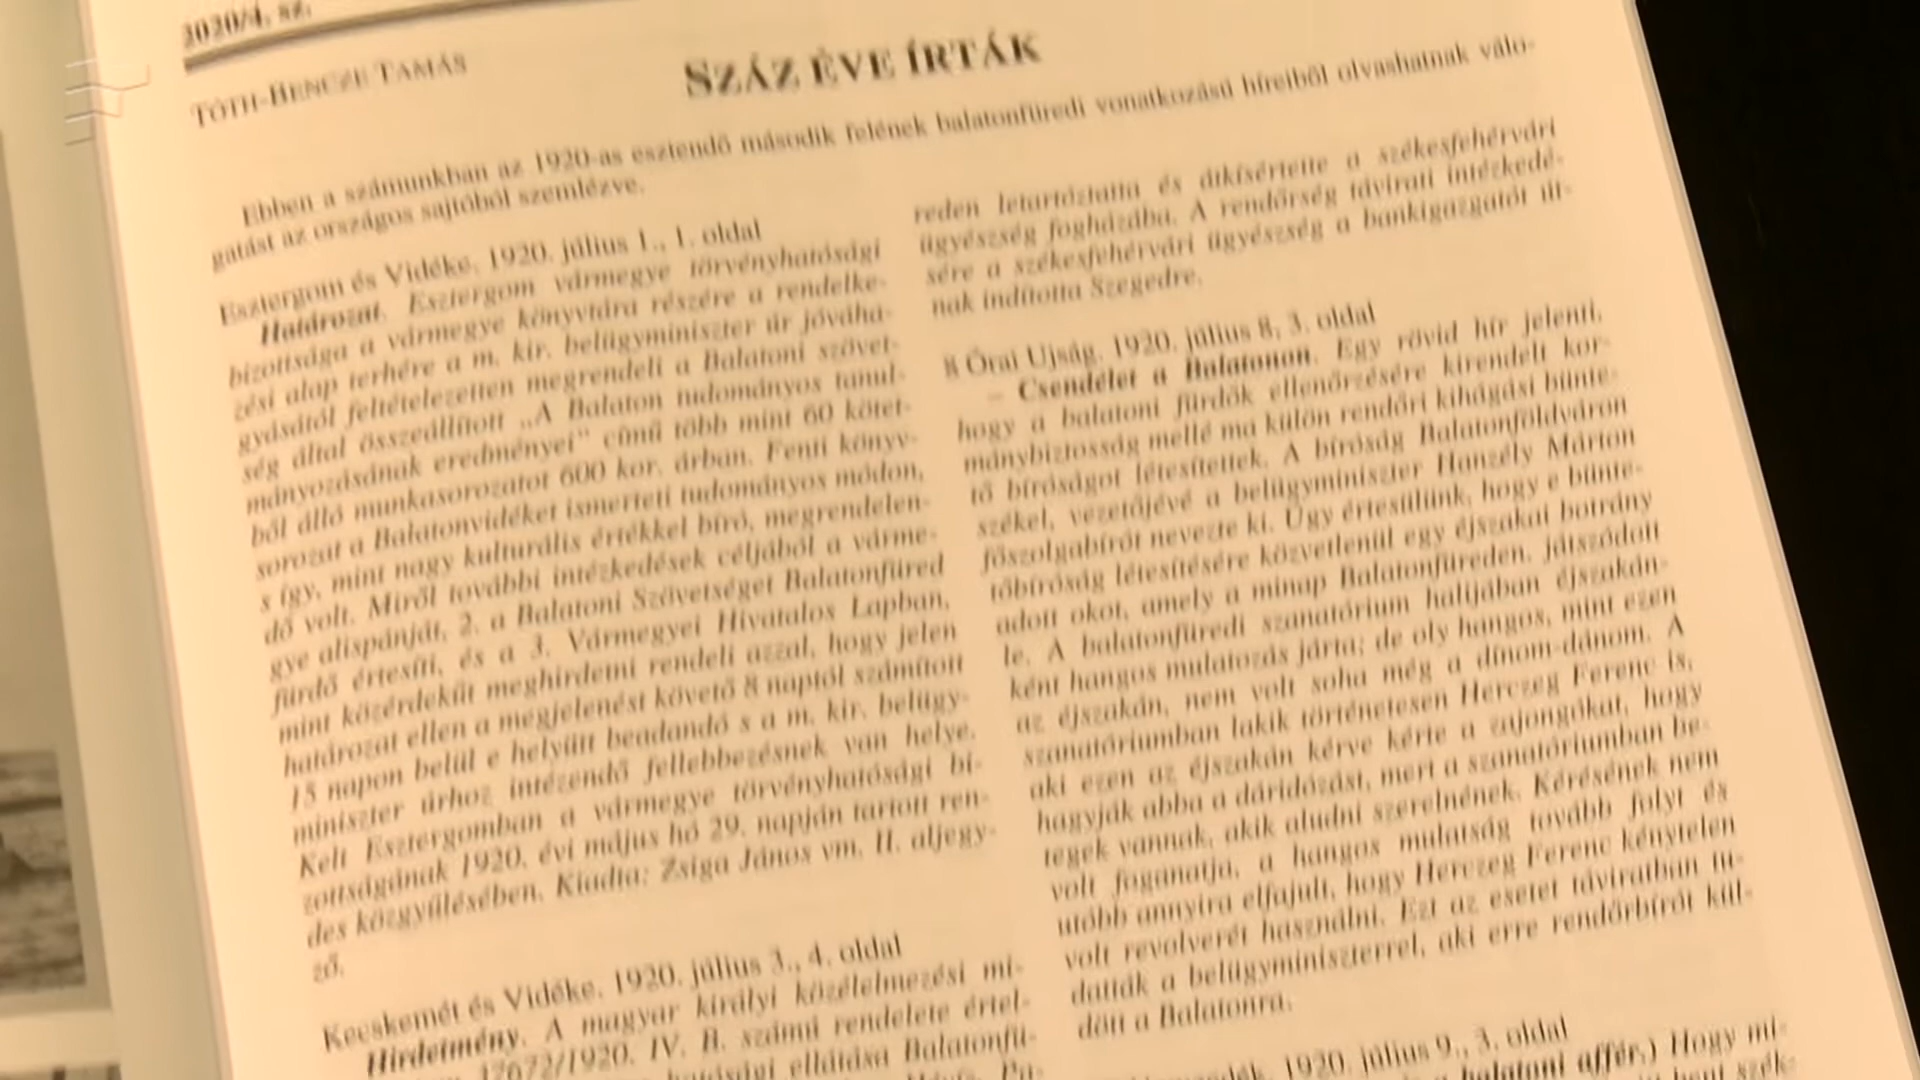 2020/4. sz.
TÓTH-BENCZE TAMÁS
SZÁZ ÉVE ÍRTÁK
Ebben a számunkban az 1920-as esztendő második felének balatonfüredi vonatkozású híreiből olvashatnak válo-
gatást az országos sajtóból szemlézve.
Esztergom és Vidéke, 1920. július 1., 1. oldal
Határozat. Esztergom vármegye törvényhatósági
bizottsága a vármegye könyvtára részére a rendelke-
zési alap terhére a m. kir. belügyminiszter úr jóváha-
gyásától feltételezetten megrendeli a Balatoni szövet-
ség által összeállított „A Balaton tudományos tanul-
mányozásának eredményei" című több mint 60 kötet-
ből álló munkasorozatot 600 kor. árban. Fenti könyv-
sorozat a Balatonvidéket ismerteti tudományos módon,
s így, mint nagy kulturális értékkel bíró, megrendelen-
dő volt. Miről további intézkedések céljából a várme-
gye alispánját, 2. a Balatoni Szövetséget Balatonfüred
fürdő értesíti, és a 3. Vármegyei Hivatalos Lapban,
mint közérdekűt meghirdetni rendeli azzal, hogy jelen
határozat ellen a megjelenést követő 8 naptól számított
15 napon belül e helyütt beadandó s a m. kir. belügy-
miniszter úrhoz intézendő fellebbezésnek van helye.
Kelt Esztergomban a vármegye törvényhatósági bi-
zottságának 1920. évi május hó 29. napján tartott ren-
des közgyűlésében. Kiadta: Zsiga János vm. II. aljegy-
ző.
Kecskemét és Vidéke, 1920. július 3., 4. oldal
Hirdetmény. A magyar királyi közélelmezési mi-
17672/1920. IV. B. számú rendelete értel-
ellátása Balatonfü-
reden letartóztatta és átkísértette a székesfehérvári
ügyészség fogházába. A rendőrség távirati intézkedé-
sére a székesfehérvári ügyészség a bankigazgatót út-
nak indította Szegedre.
8 Órai Ujság, 1920. július 8, 3. oldal
– Csendélet a Balatonon. Egy rövid hír jelenti,
hogy a balatoni fürdők ellenőrzésére kirendelt kor-
mánybiztosság mellé ma külön rendőri kihágási bünte-
tő bíróságot létesítettek. A bíróság Balatonföldváron
székel, vezetőjévé a belügyminiszter Hanzély Márton
főszolgabírót nevezte ki. Úgy értesülünk, hogy e bünte-
tőbíróság létesítésére közvetlenül egy éjszakai botrány
adott okot, amely a minap Balatonfüreden, játszódott
le. A balatonfüredi szanatórium halljában éjszakán-
ként hangos mulatozás járta; de oly hangos, mint ezen
az éjszakán, nem volt soha még a dínom-dánom. A
szanatóriumban lakik történetesen Herczeg Ferenc is,
aki ezen az éjszakán kérve kérte a zajongókat, hogy
hagyják abba a dáridózást, mert a szanatóriumban be-
tegek vannak, akik aludni szeretnének. Kérésének nem
volt foganatja, a hangos mulatság tovább folyt és
utóbb annyira elfajult, hogy Herczeg Ferenc kénytelen
volt revolverét használni. Ezt az esetet táviratban tu-
datták a belügyminiszterrel, aki erre rendőrbírót kül-
dött a Balatonra.
1920. július 9., 3. oldal
balatoni affér.) Hogy mi-